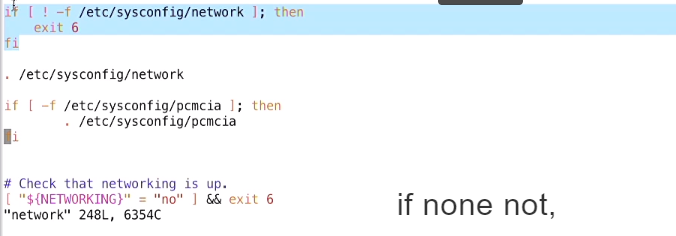 if [ ! -f /etc/sysconfig/network ]; then
    exit 6
fi

. /etc/sysconfig/network

if [ -f /etc/sysconfig/pcmcia ]; then
        . /etc/sysconfig/pcmcia
fi

# Check that networking is up.
[ "${NETWORKING}" = "no" ] && exit 6
"network" 248L, 6354C
if none not,